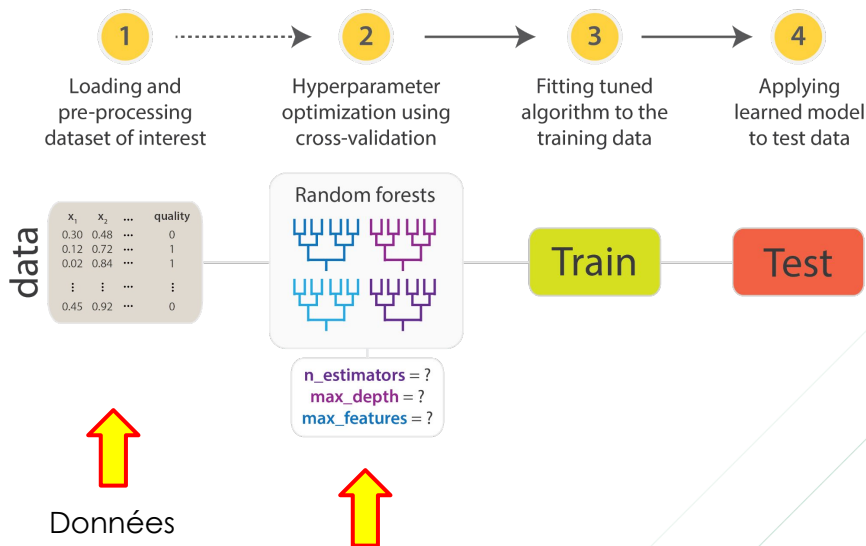 1
2
3
4
Loading and
pre-processing
dataset of interest
Hyperparameter
optimization using
cross-validation
Fitting tuned
algorithm to the
training data
Applying
learned model
to test data
data
x1 x2 ... quality
0.30 0.48 ... 0
0.12 0.72 ... 1
0.02 0.84 ... 1
⋮ ⋮ ... ⋮
0.45 0.92 ... 0
Random forests
n_estimators = ?
max_depth = ?
max_features = ?
Train
Test
Données